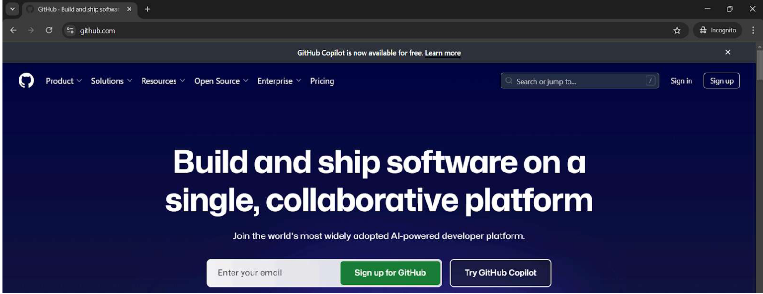 GitHub · Build and ship software
github.com
Incognito
GitHub Copilot is now available for free. Learn more
Product Solutions Resources Open Source Enterprise Pricing Search or jump to... / Sign in Sign up
Build and ship software on a
single, collaborative platform
Join the world's most widely adopted AI-powered developer platform.
Enter your email Sign up for GitHub Try GitHub Copilot